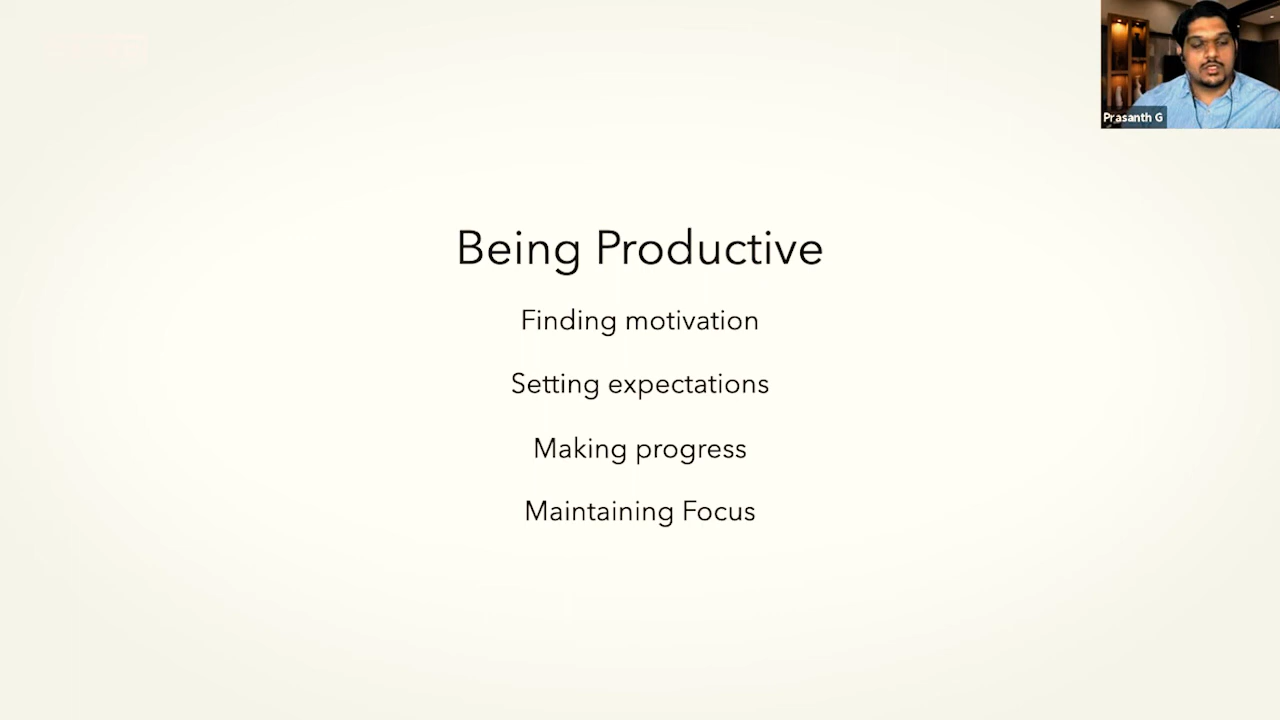 Prasanth G
Being Productive
Finding motivation
Setting expectations
Making progress
Maintaining Focus